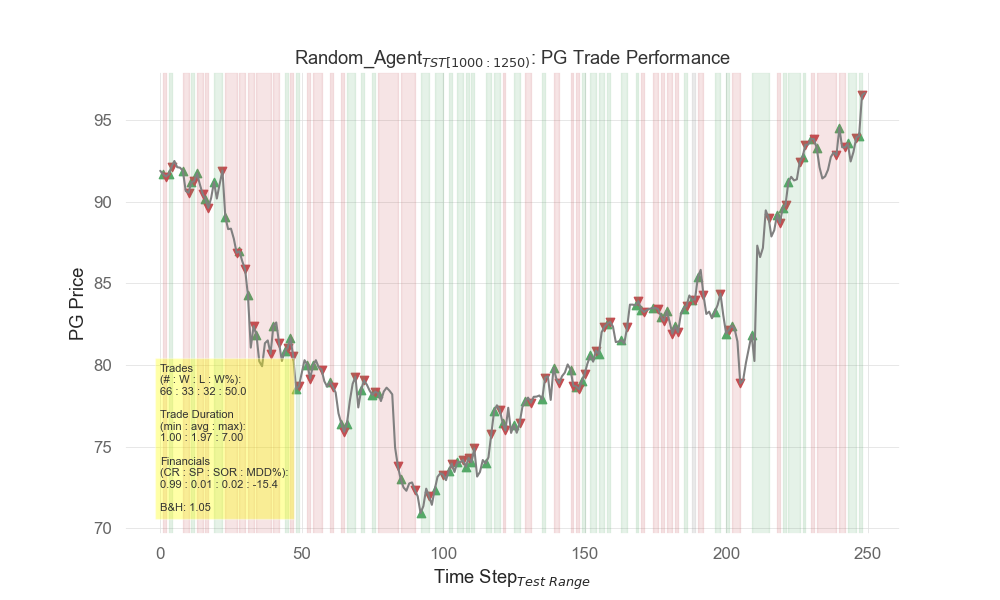 Random_Agent_TST[1000:1250): PG Trade Performance
PG Price
95
90
85
80
75
70
Trades
(# : W : L : W%):
66 : 33 : 32 : 50.0
Trade Duration
(min : avg : max):
1.00 : 1.97 : 7.00
Financials
(CR : SP : SOR : MDD%):
0.99 : 0.01 : 0.02 : -15.4
B&H: 1.05
0 50 100 150 200 250
Time Step Test Range